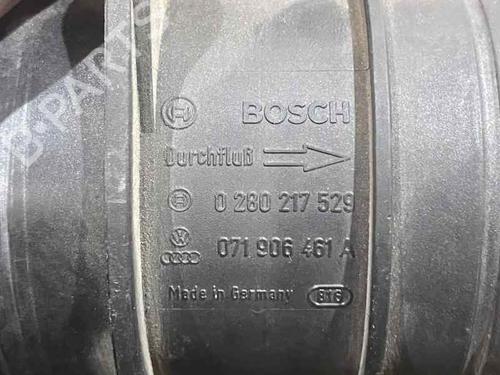 B-PARTS
BOSCH
Durchfluß
0 280 217 529
071 906 461 A
Made in Germany